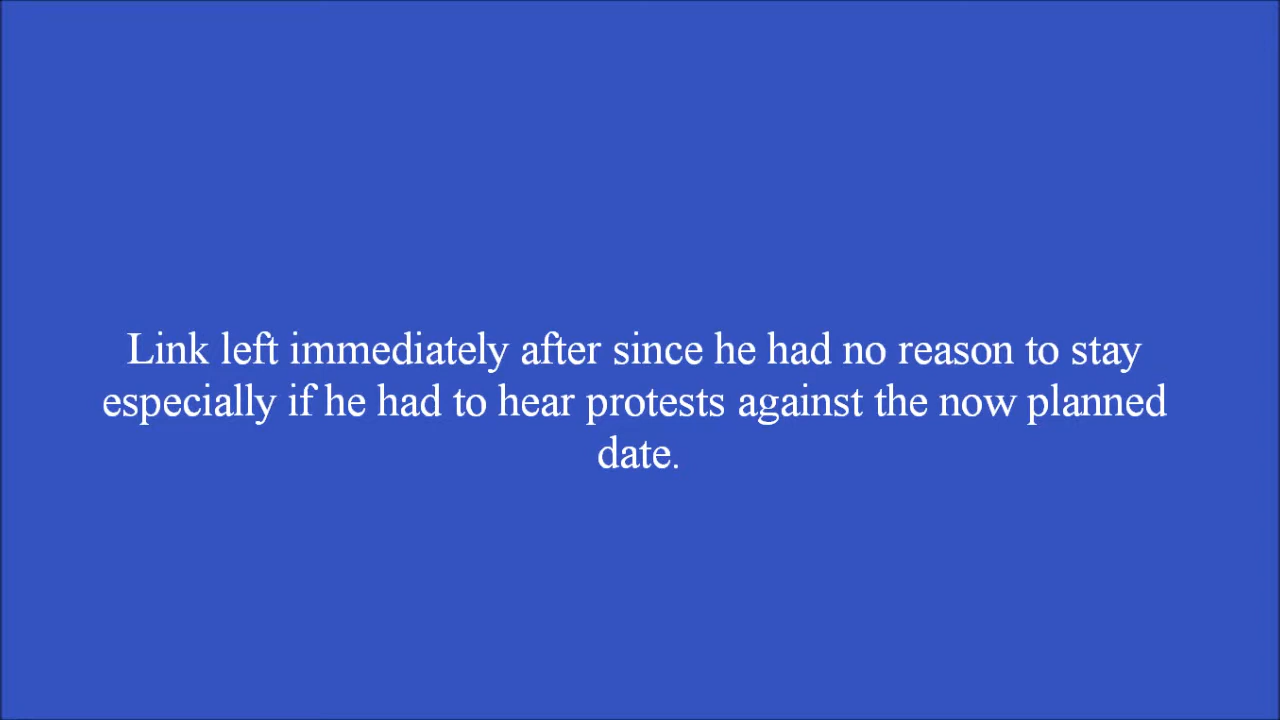 Link left immediately after since he had no reason to stay
especially if he had to hear protests against the now planned
date.